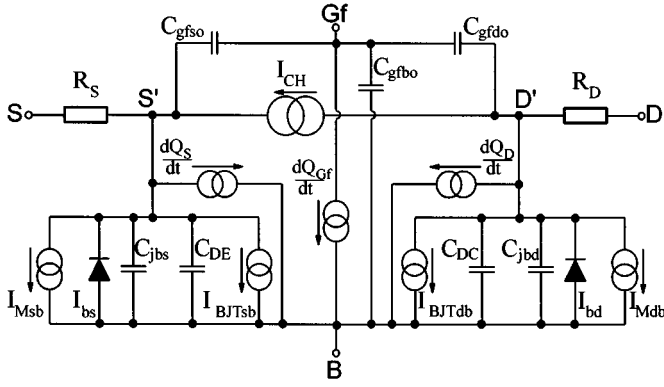 Gf
C_gfso
C_gfdo
C_gfbo
R_S
I_CH
R_D
S
S'
D'
D
dQ_S/dt
dQ_Gf/dt
dQ_D/dt
C_jbs
C_DE
C_DC
C_jbd
I_Msb
I_bs
I_BJTsb
I_BJTdb
I_bd
I_Mdb
B